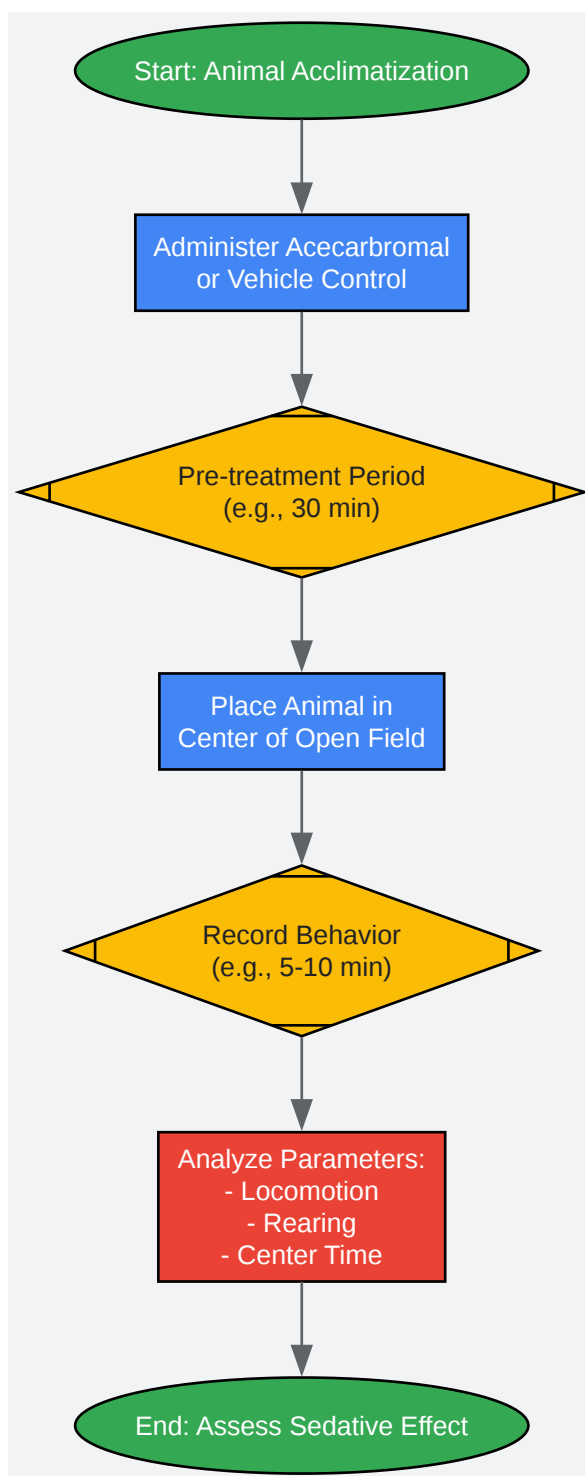 Start: Animal Acclimatization
Administer Acecarbromal
or Vehicle Control
Pre-treatment Period
(e.g., 30 min)
Place Animal in
Center of Open Field
Record Behavior
(e.g., 5-10 min)
Analyze Parameters:
- Locomotion
- Rearing
- Center Time
End: Assess Sedative Effect